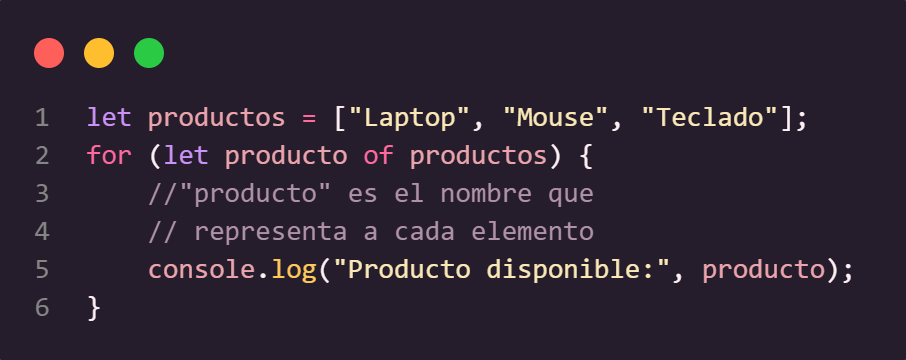 1 let productos = ["Laptop", "Mouse", "Teclado"];
2 for (let producto of productos) {
3     //"producto" es el nombre que
4     // representa a cada elemento
5     console.log("Producto disponible:", producto);
6 }